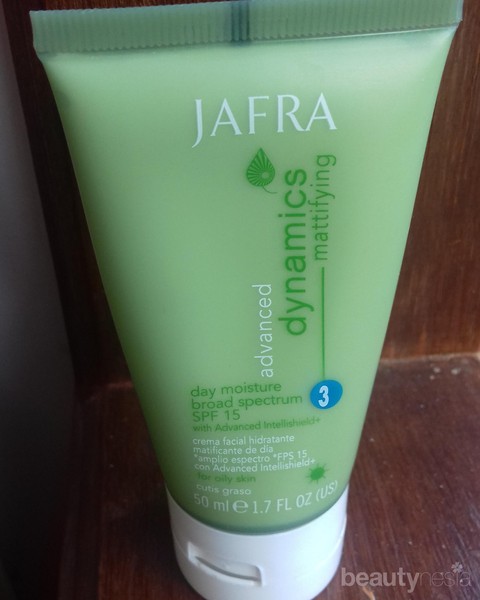 JAFRA
advanced
dynamics
mattifying
3
day moisture
broad spectrum
SPF 15
with Advanced Intellishield+
crema facial hidratante
matificante de día
*amplio espectro *FPS 15
con Advanced Intellishield+
for oily skin
cutis graso
50 ml ℮ 1.7 FL OZ (US)
beautynesia